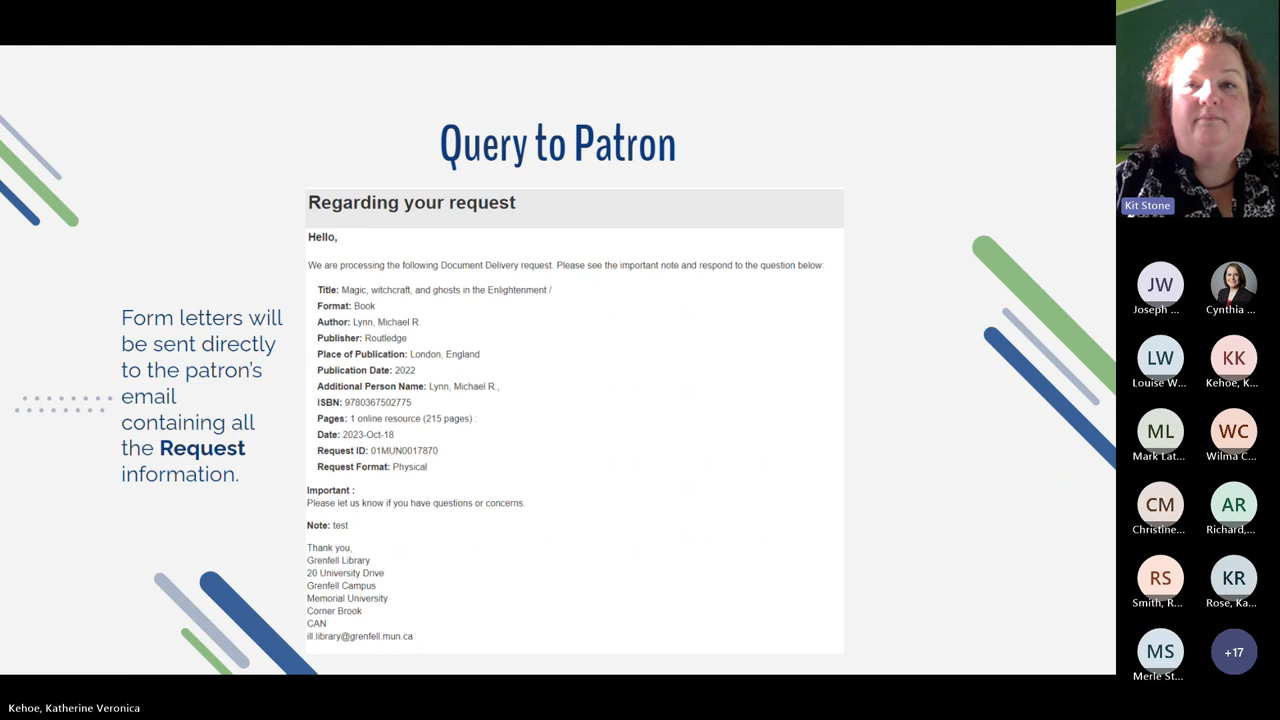 Query to Patron
Regarding your request
Hello,
We are processing the following Document Delivery request. Please see the important note and respond to the question below:
Title: Magic, witchcraft, and ghosts in the Enlightenment /
Format: Book
Author: Lynn, Michael R.
Publisher: Routledge
Place of Publication: London, England
Publication Date: 2022
Additional Person Name: Lynn, Michael R.,
ISBN: 9780367502775
Pages: 1 online resource (215 pages) :
Date: 2023-Oct-18
Request ID: 01MUN0017870
Request Format: Physical
Important :
Please let us know if you have questions or concerns.
Note: test
Thank you,
Grenfell Library
20 University Drive
Grenfell Campus
Memorial University
Corner Brook
CAN
ill.library@grenfell.mun.ca
Form letters will
be sent directly
to the patron's
email
containing all
the Request
information.
Kit Stone
JW
Joseph ...
Cynthia ...
LW
Louise W...
KK
Kehoe, K...
ML
Mark Lat...
WC
Wilma C...
CM
Christine...
AR
Richard,...
RS
Smith, R...
KR
Rose, Ka...
MS
Merle St...
+17
Kehoe, Katherine Veronica